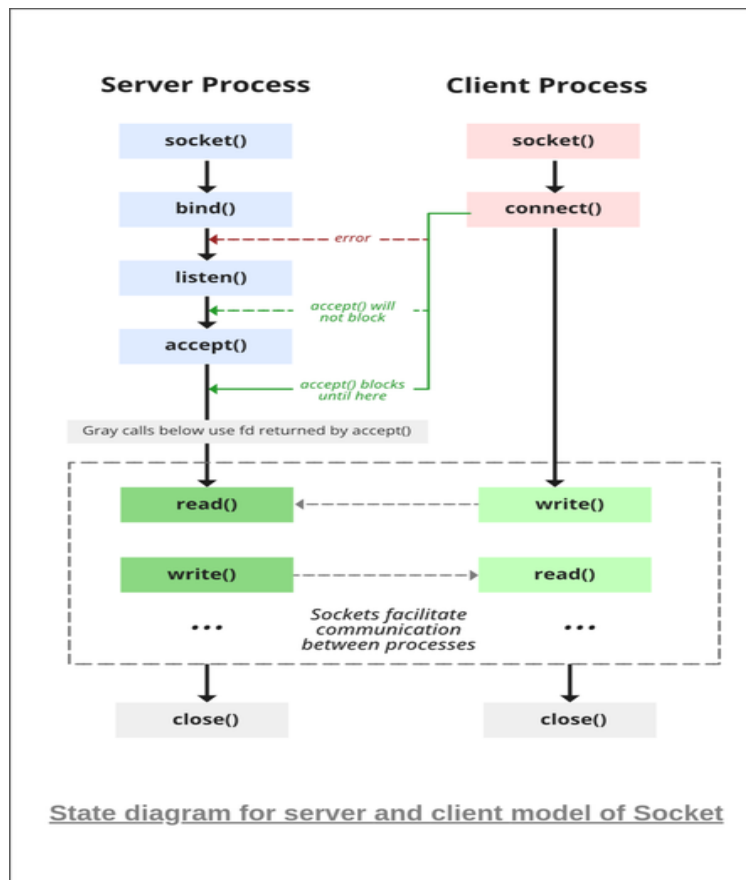 Server Process
Client Process
socket()
socket()
bind()
connect()
error
listen()
accept() will
not block
accept()
accept() blocks
until here
Gray calls below use fd returned by accept()
read()
write()
write()
read()
...
Sockets facilitate
communication
between processes
...
close()
close()
State diagram for server and client model of Socket